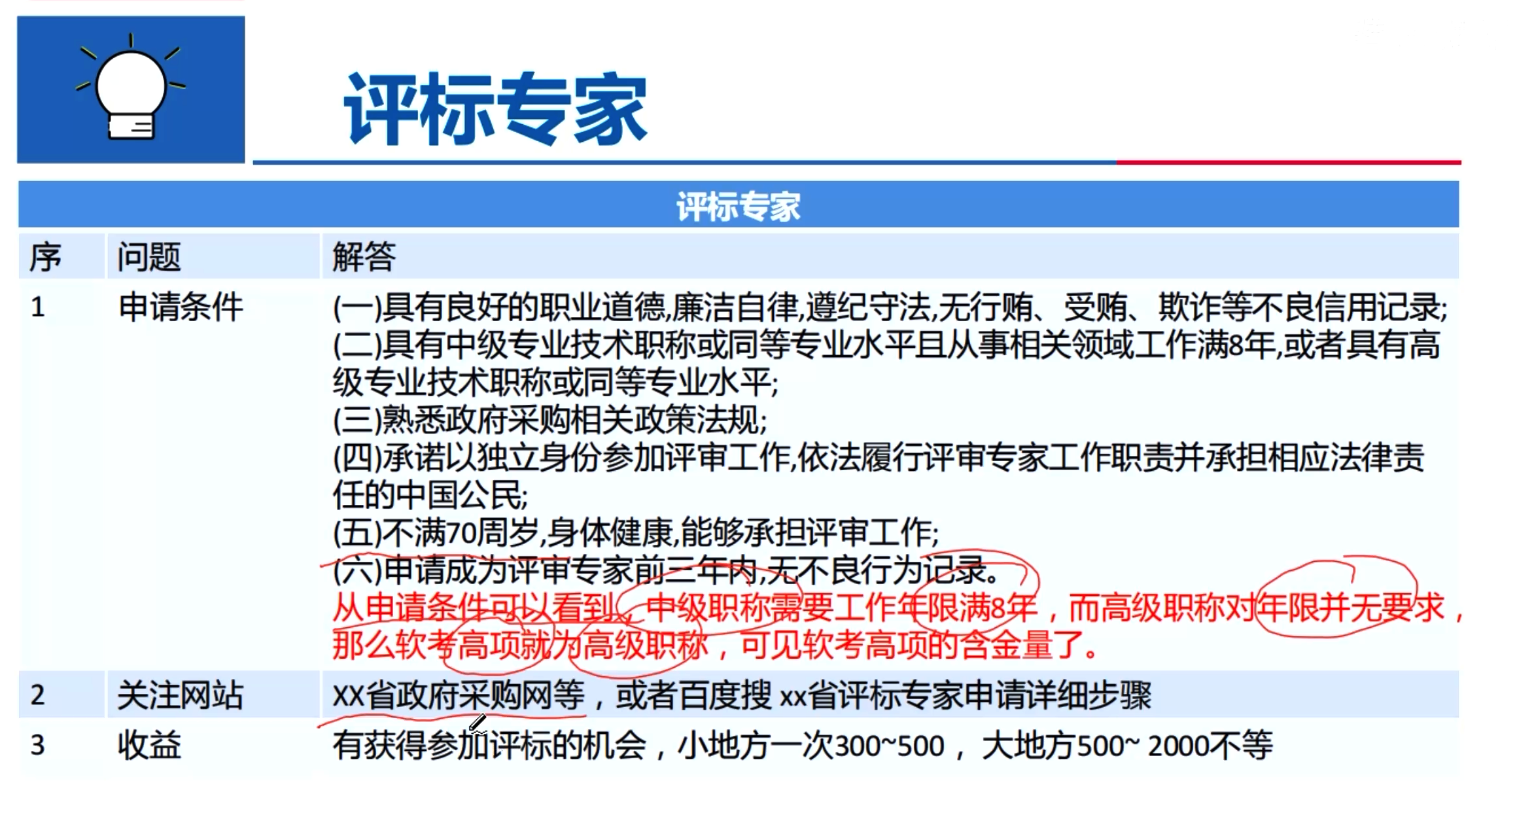 评标专家
评标专家
序 问题 解答
1 申请条件 (一)具有良好的职业道德,廉洁自律,遵纪守法,无行贿、受贿、欺诈等不良信用记录;
(二)具有中级专业技术职称或同等专业水平且从事相关领域工作满8年,或者具有高
级专业技术职称或同等专业水平;
(三)熟悉政府采购相关政策法规;
(四)承诺以独立身份参加评审工作,依法履行评审专家工作职责并承担相应法律责
任的中国公民;
(五)不满70周岁,身体健康,能够承担评审工作;
(六)申请成为评审专家前三年内,无不良行为记录。
从申请条件可以看到，中级职称需要工作年限满8年，而高级职称对年限并无要求，
那么软考高项就为高级职称，可见软考高项的含金量了。
2 关注网站 XX省政府采购网等，或者百度搜 xx省评标专家申请详细步骤
3 收益 有获得参加评标的机会，小地方一次300~500， 大地方500~ 2000不等